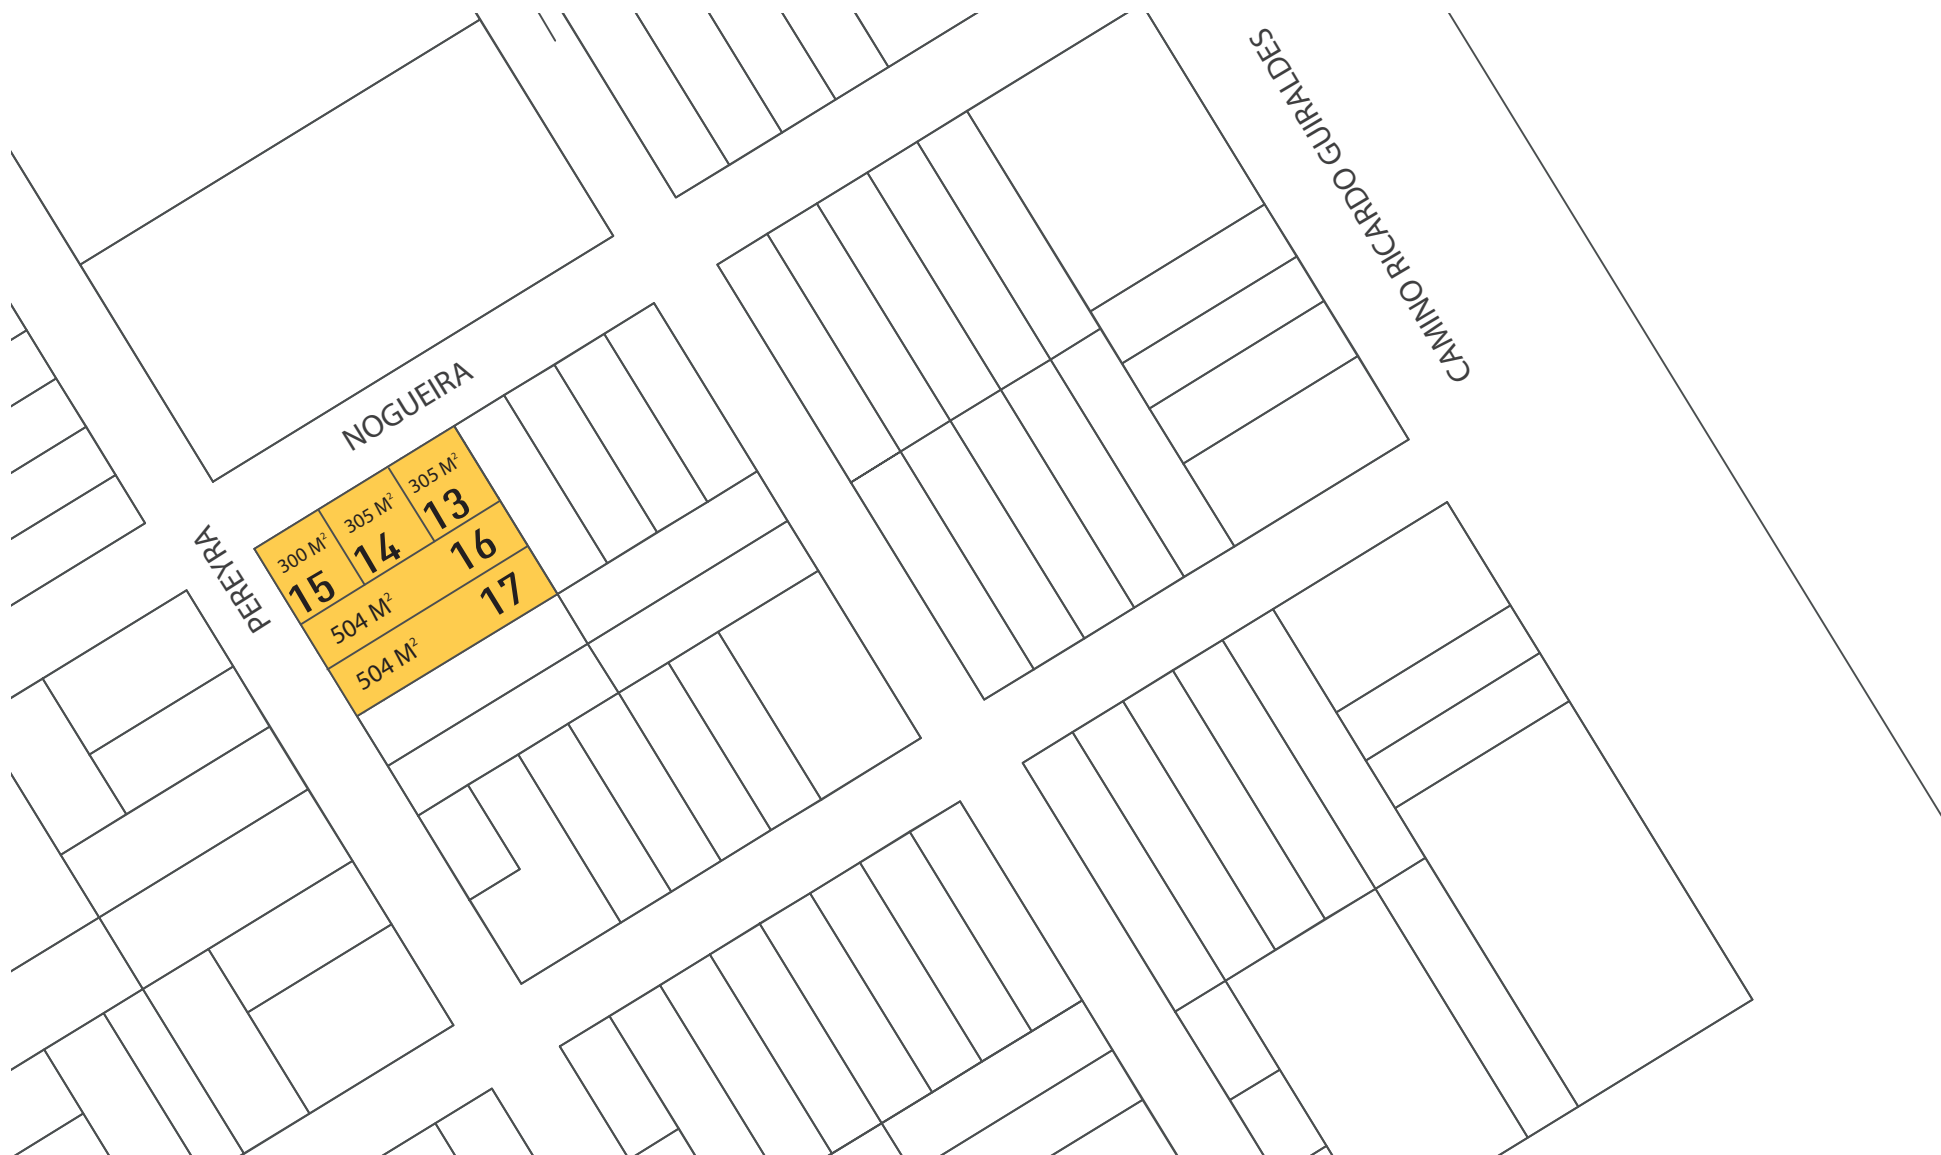 CAMINO RICARDO GUIRALDES
NOGUEIRA
PEREYRA
305 M²
13
305 M²
14
300 M²
15
16
504 M²
17
504 M²